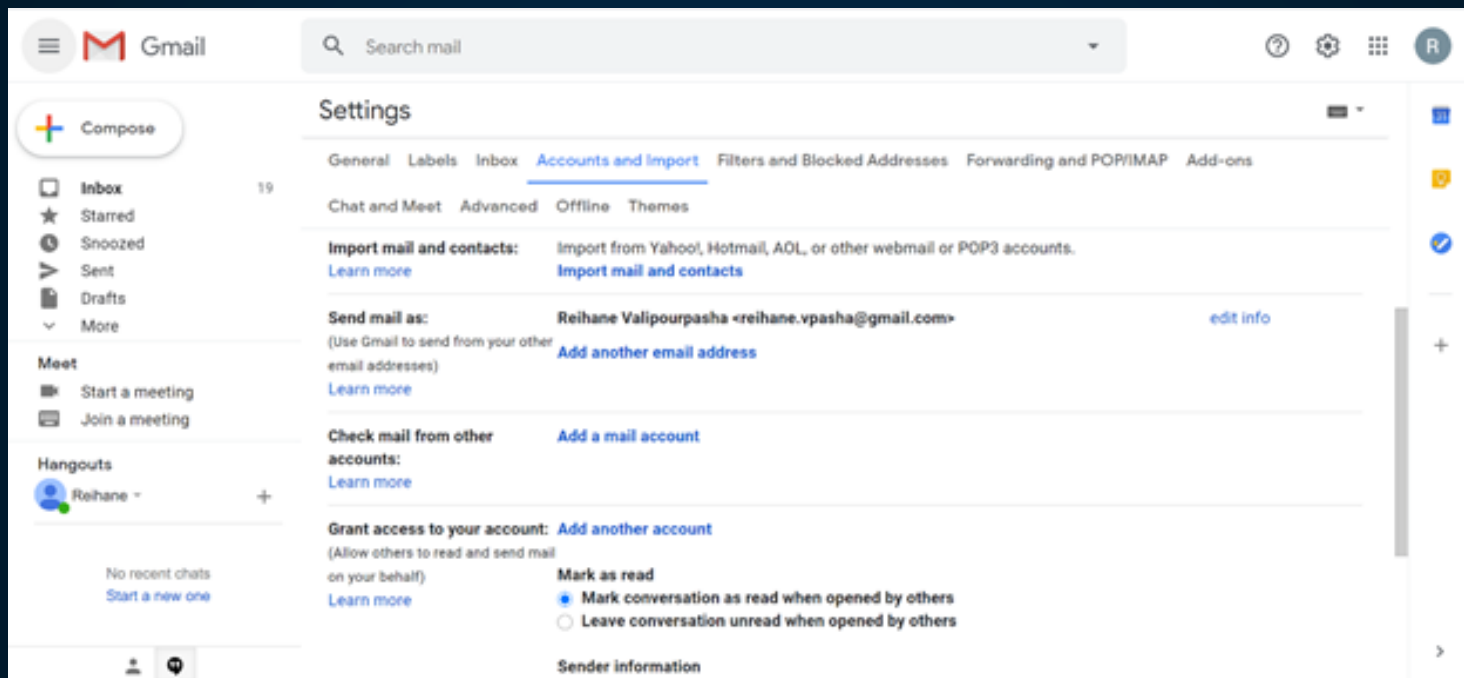 Gmail
Search mail
R
Compose
Inbox 19
Starred
Snoozed
Sent
Drafts
More
Meet
Start a meeting
Join a meeting
Hangouts
Reihane
No recent chats
Start a new one
Settings
General Labels Inbox Accounts and Import Filters and Blocked Addresses Forwarding and POP/IMAP Add-ons
Chat and Meet Advanced Offline Themes
Import mail and contacts: Import from Yahoo!, Hotmail, AOL, or other webmail or POP3 accounts.
Learn more Import mail and contacts
Send mail as: Reihane Valipourpasha <reihane.vpasha@gmail.com> edit info
(Use Gmail to send from your other
email addresses)
Add another email address
Learn more
Check mail from other
accounts:
Add a mail account
Learn more
Grant access to your account: Add another account
(Allow others to read and send mail
on your behalf)
Learn more
Mark as read
Mark conversation as read when opened by others
Leave conversation unread when opened by others
Sender information
31